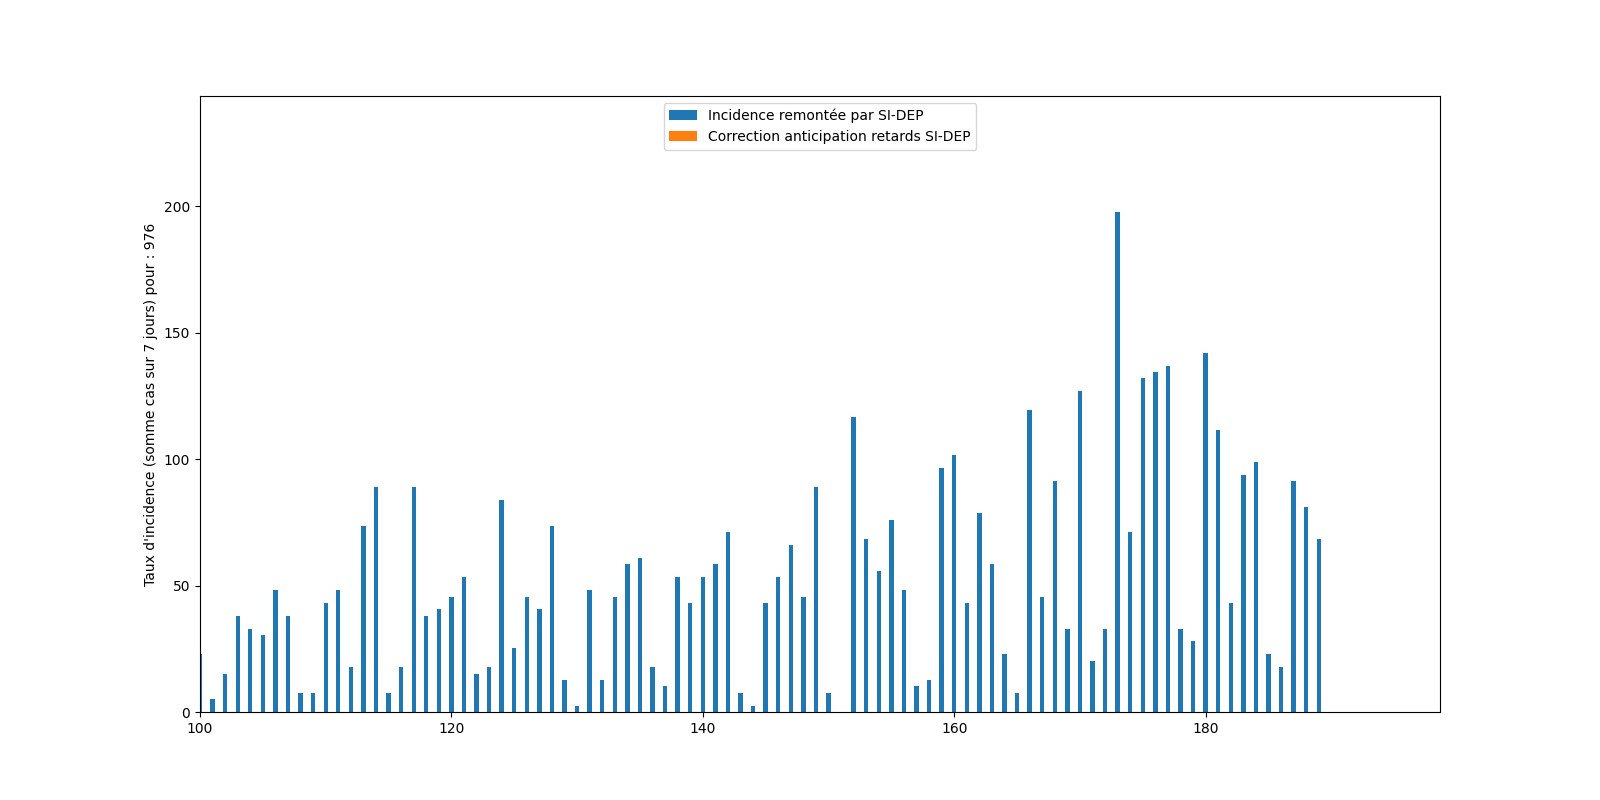 Incidence remontée par SI-DEP
Correction anticipation retards SI-DEP
Taux d'incidence (somme cas sur 7 jours) pour : 976
200
150
100
50
0
100 120 140 160 180